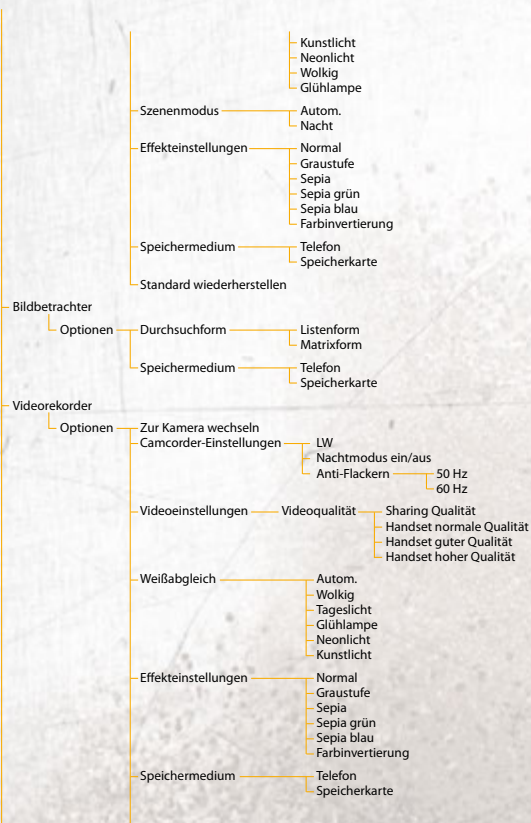 Kunstlicht
Neonlicht
Wolkig
Glühlampe
Szenenmodus Autom.
Nacht
Effekteinstellungen Normal
Graustufe
Sepia
Sepia grün
Sepia blau
Farbinvertierung
Speichermedium Telefon
Speicherkarte
Standard wiederherstellen
Bildbetrachter
Optionen Durchsuchform Listenform
Matrixform
Speichermedium Telefon
Speicherkarte
Videorekorder
Optionen Zur Kamera wechseln
Camcorder-Einstellungen LW
Nachtmodus ein/aus
Anti-Flackern 50 Hz
60 Hz
Videoeinstellungen Videoqualität Sharing Qualität
Handset normale Qualität
Handset guter Qualität
Handset hoher Qualität
Weißabgleich Autom.
Wolkig
Tageslicht
Glühlampe
Neonlicht
Kunstlicht
Effekteinstellungen Normal
Graustufe
Sepia
Sepia grün
Sepia blau
Farbinvertierung
Speichermedium Telefon
Speicherkarte